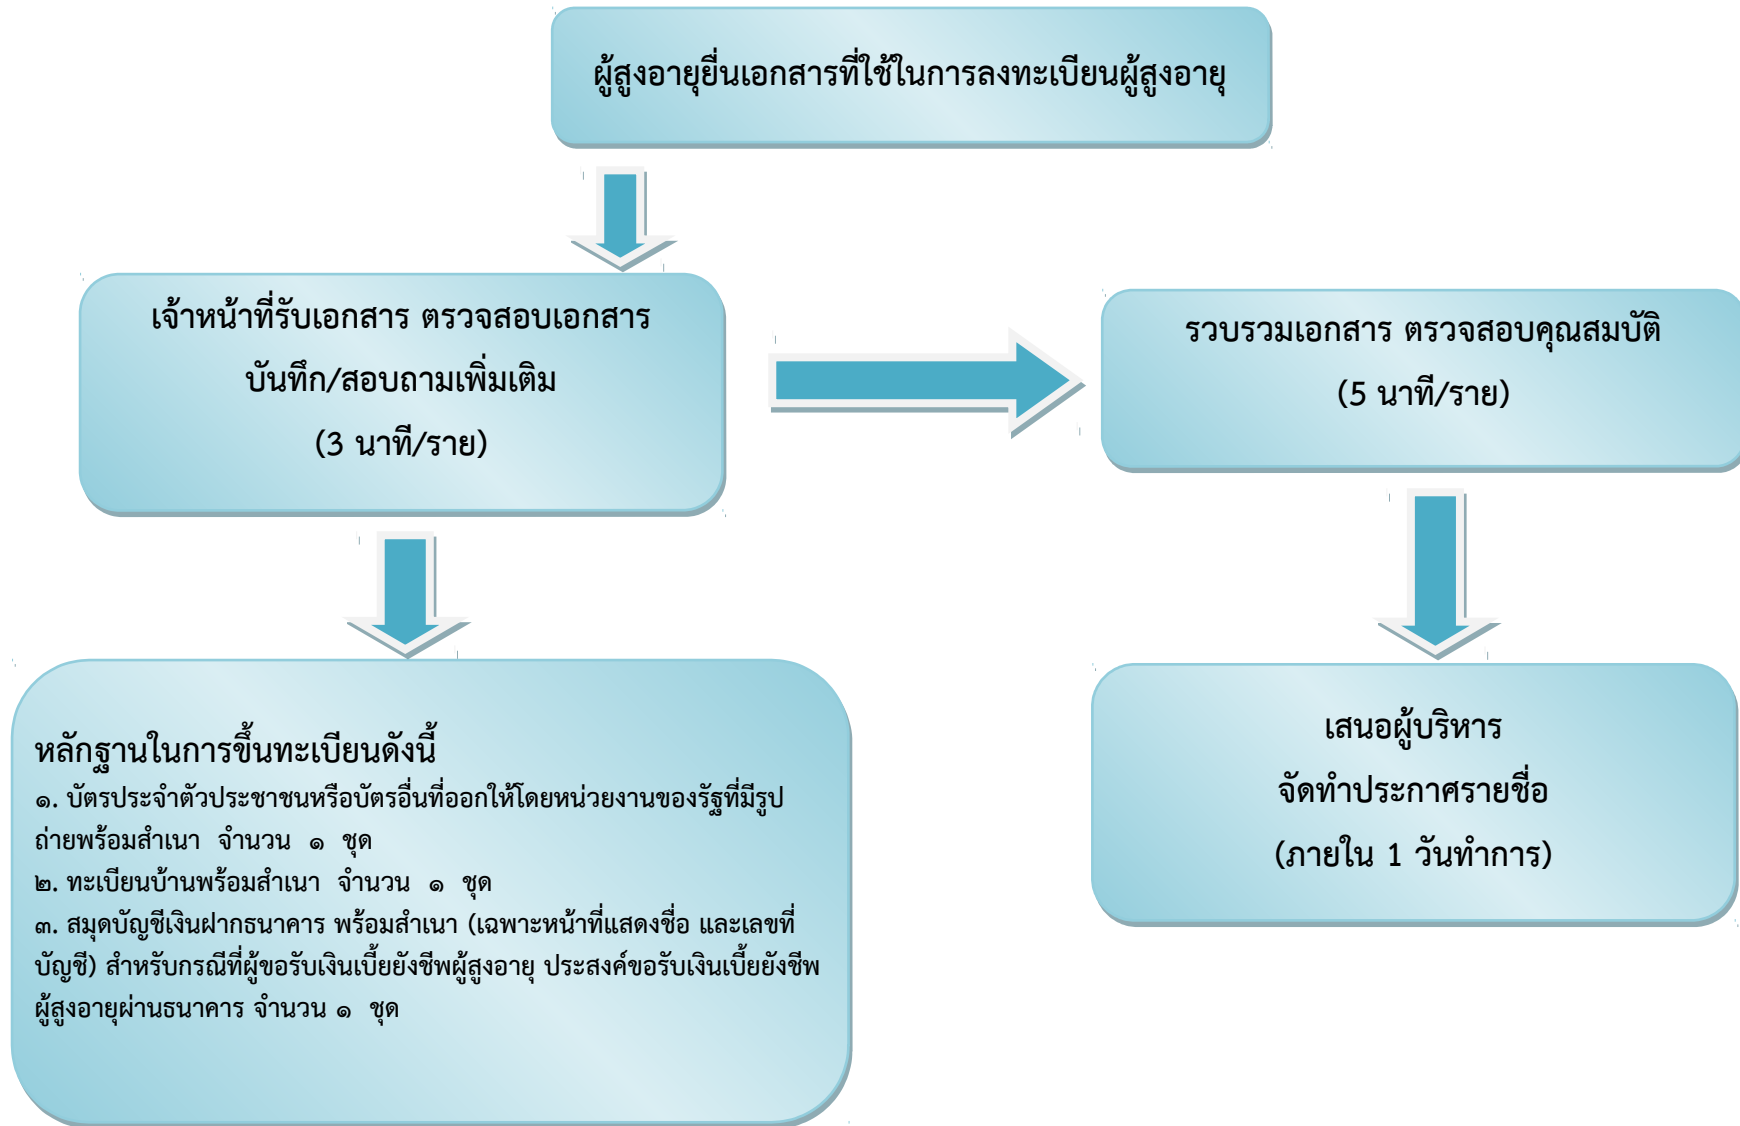 ผู้สูงอายุยื่นเอกสารที่ใช้ในการลงทะเบียนผู้สูงอายุ
เจ้าหน้าที่รับเอกสาร ตรวจสอบเอกสาร
บันทึก/สอบถามเพิ่มเติม
(3 นาที/ราย)
รวบรวมเอกสาร ตรวจสอบคุณสมบัติ
(5 นาที/ราย)
หลักฐานในการขึ้นทะเบียนดังนี้
๑. บัตรประจำตัวประชาชนหรือบัตรอื่นที่ออกให้โดยหน่วยงานของรัฐที่มีรูป
ถ่ายพร้อมสำเนา จำนวน ๑ ชุด
๒. ทะเบียนบ้านพร้อมสำเนา จำนวน ๑ ชุด
๓. สมุดบัญชีเงินฝากธนาคาร พร้อมสำเนา (เฉพาะหน้าที่แสดงชื่อ และเลขที่
บัญชี) สำหรับกรณีที่ผู้ขอรับเงินเบี้ยยังชีพผู้สูงอายุ ประสงค์ขอรับเงินเบี้ยยังชีพ
ผู้สูงอายุผ่านธนาคาร จำนวน ๑ ชุด
เสนอผู้บริหาร
จัดทำประกาศรายชื่อ
(ภายใน 1 วันทำการ)